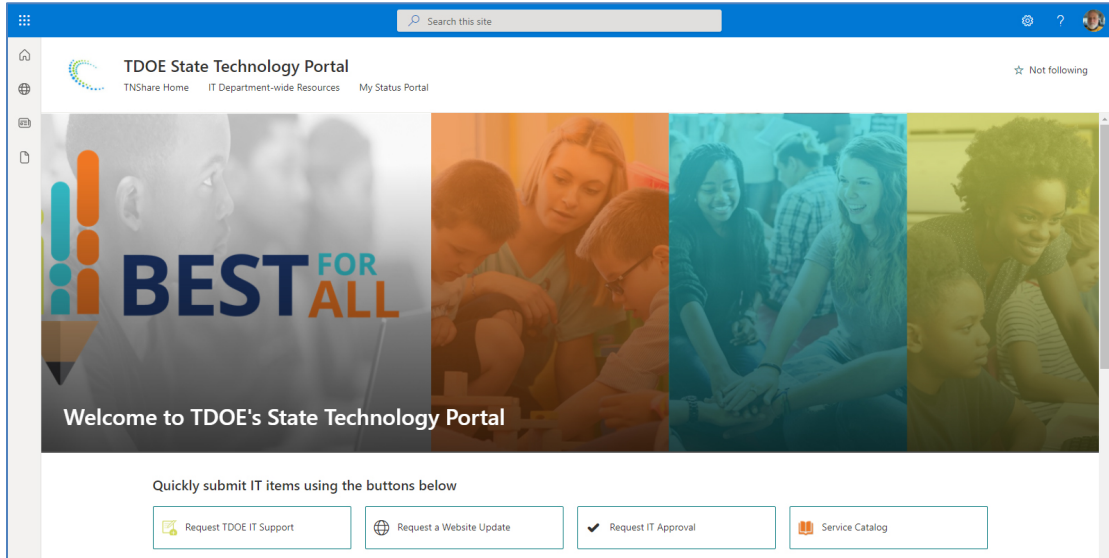 Search this site
TDOE State Technology Portal
TNShare Home IT Department-wide Resources My Status Portal
Not following
BEST FOR ALL
Welcome to TDOE's State Technology Portal
Quickly submit IT items using the buttons below
Request TDOE IT Support
Request a Website Update
Request IT Approval
Service Catalog